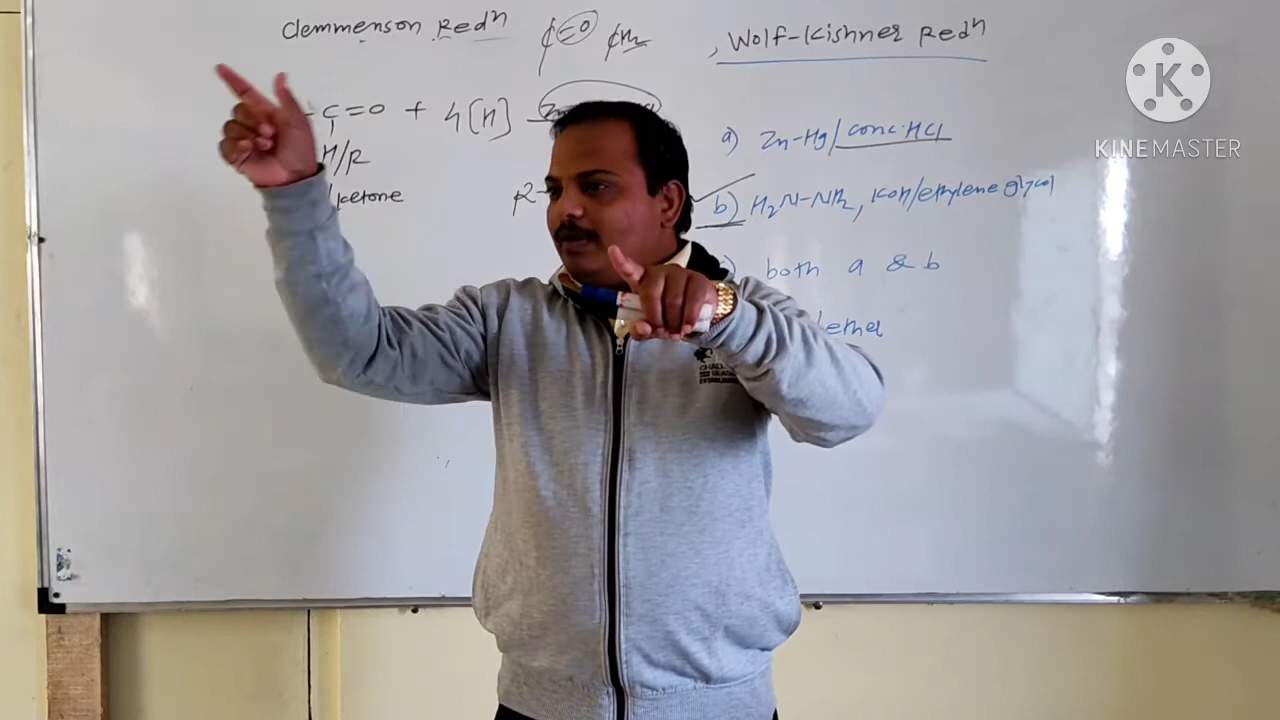 Clemmenson Redⁿ
C=O CH2
, Wolf-Kishner Redⁿ
-C=O + 4[H]
H/R
ketone
R-
a) Zn-Hg/conc.HCl
b) H2N-NH2, KOH/ethylene glycol
both a & b
ether
K
KINEMASTER